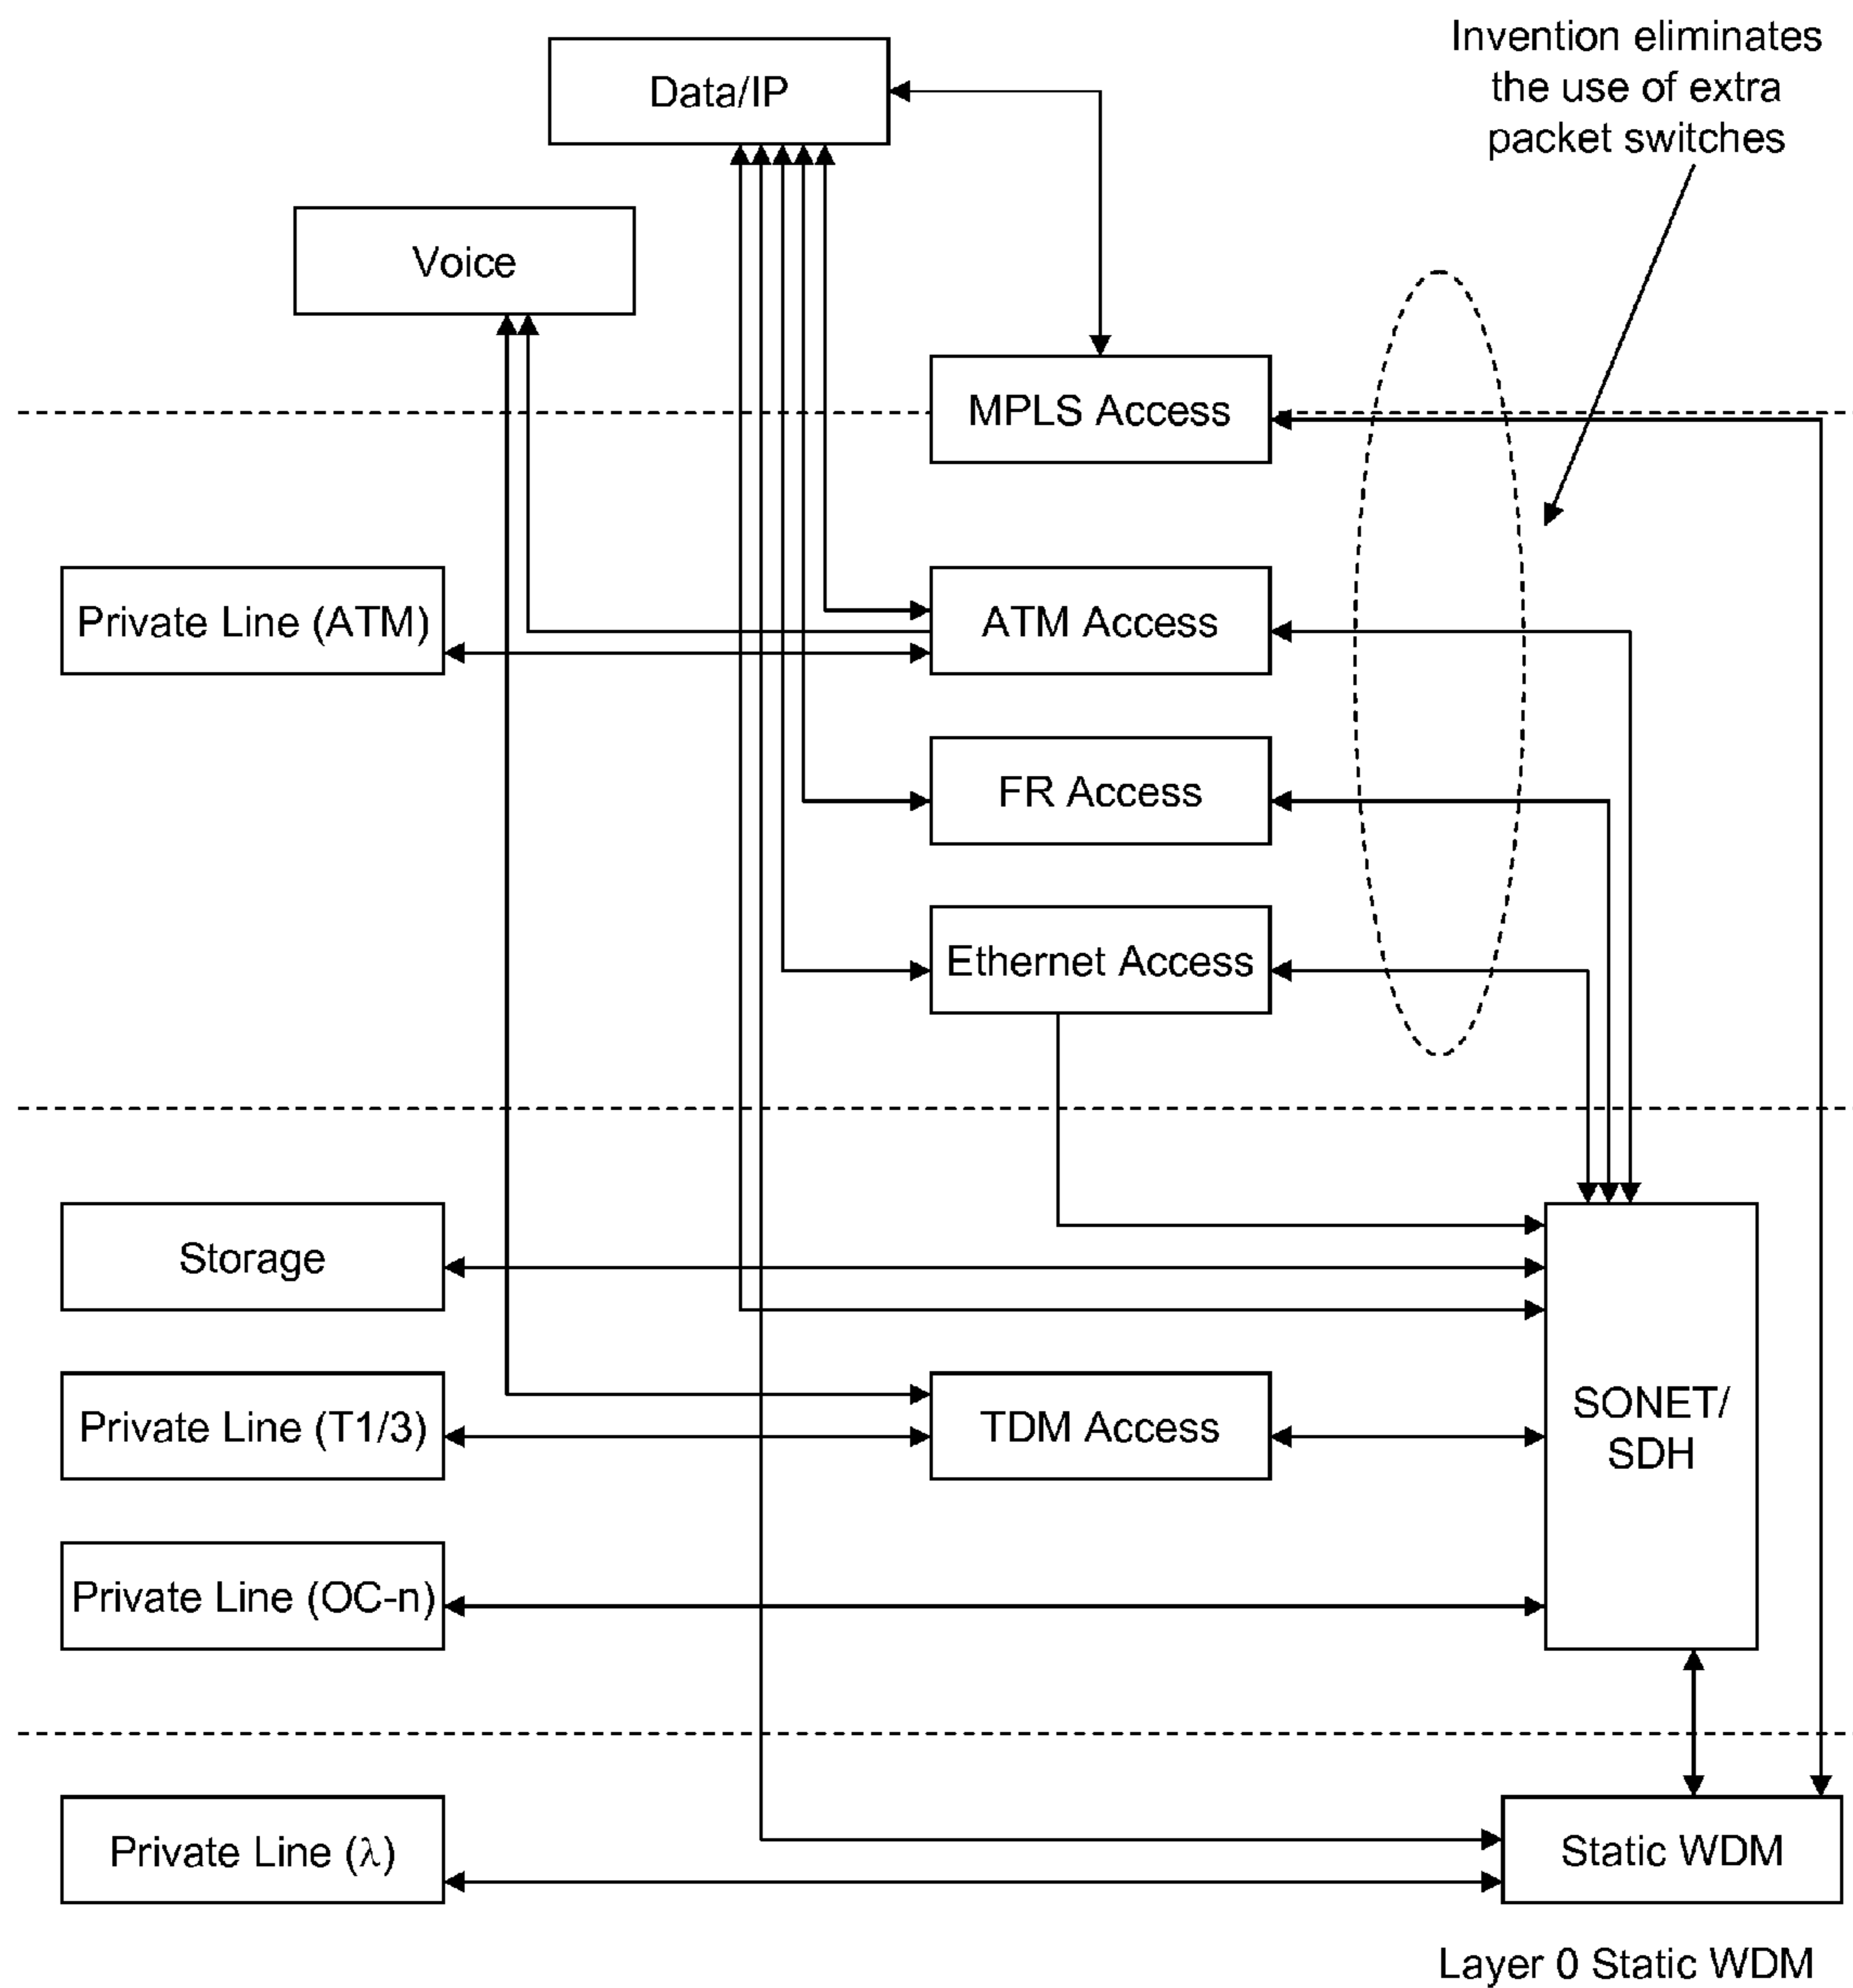 Invention eliminates
the use of extra
packet switches
Data/IP
Voice
MPLS Access
Private Line (ATM)
ATM Access
FR Access
Ethernet Access
Storage
Private Line (T1/3)
TDM Access
SONET/
SDH
Private Line (OC-n)
Private Line (λ)
Static WDM
Layer 0 Static WDM